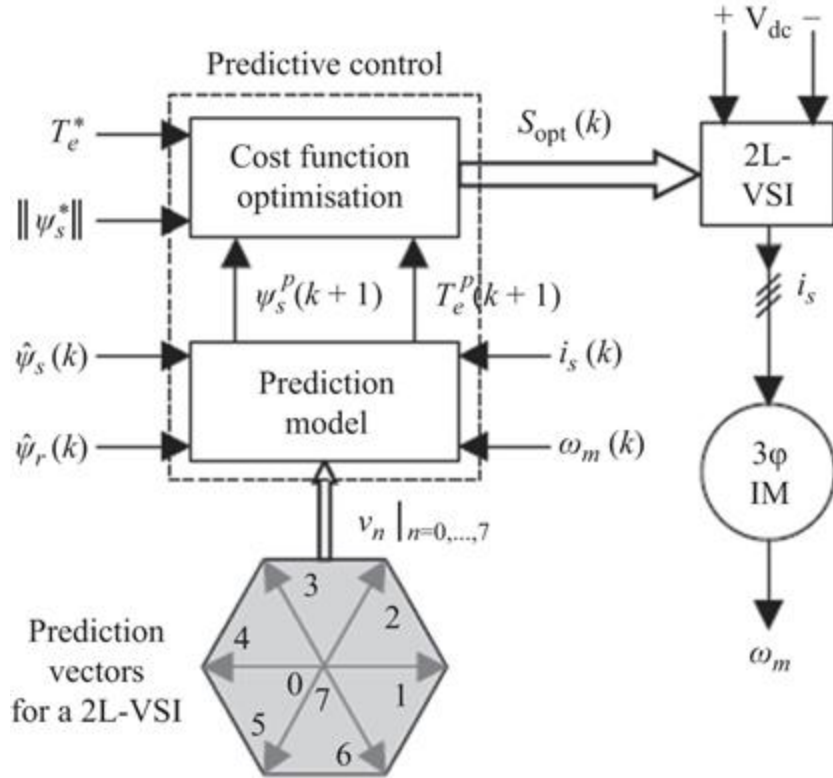 + V_dc −
Predictive control
T_e^*
S_opt (k)
Cost function
optimisation
2L-
VSI
‖ψ_s^*‖
ψ_s^p (k + 1)
T_e^p (k + 1)
i_s
ψ̂_s (k)
i_s (k)
Prediction
model
ψ̂_r (k)
ω_m (k)
3φ
IM
v_n |_{n=0,...,7}
3
2
Prediction
vectors
for a 2L-VSI
4
0
7
1
5
6
ω_m